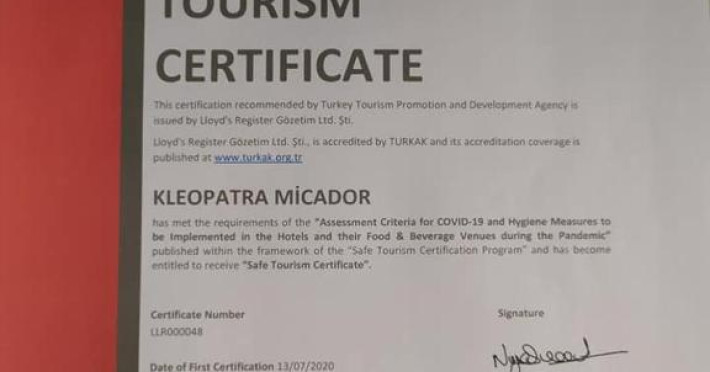 TOURISM
CERTIFICATE
This certification recommended by Turkey Tourism Promotion and Development Agency is
issued by Lloyd's Register Gözetim Ltd. Şti.
Lloyd's Register Gözetim Ltd. Şti., is accredited by TURKAK and its accreditation coverage is
published at www.turkak.org.tr
KLEOPATRA MİCADOR
has met the requirements of the "Assessment Criteria for COVID-19 and Hygiene Measures to
be Implemented in the Hotels and their Food & Beverage Venues during the Pandemic"
published within the framework of the "Safe Tourism Certification Program" and has become
entitled to receive "Safe Tourism Certificate".
Certificate Number
LLR000048
Signature
Date of First Certification 13/07/2020